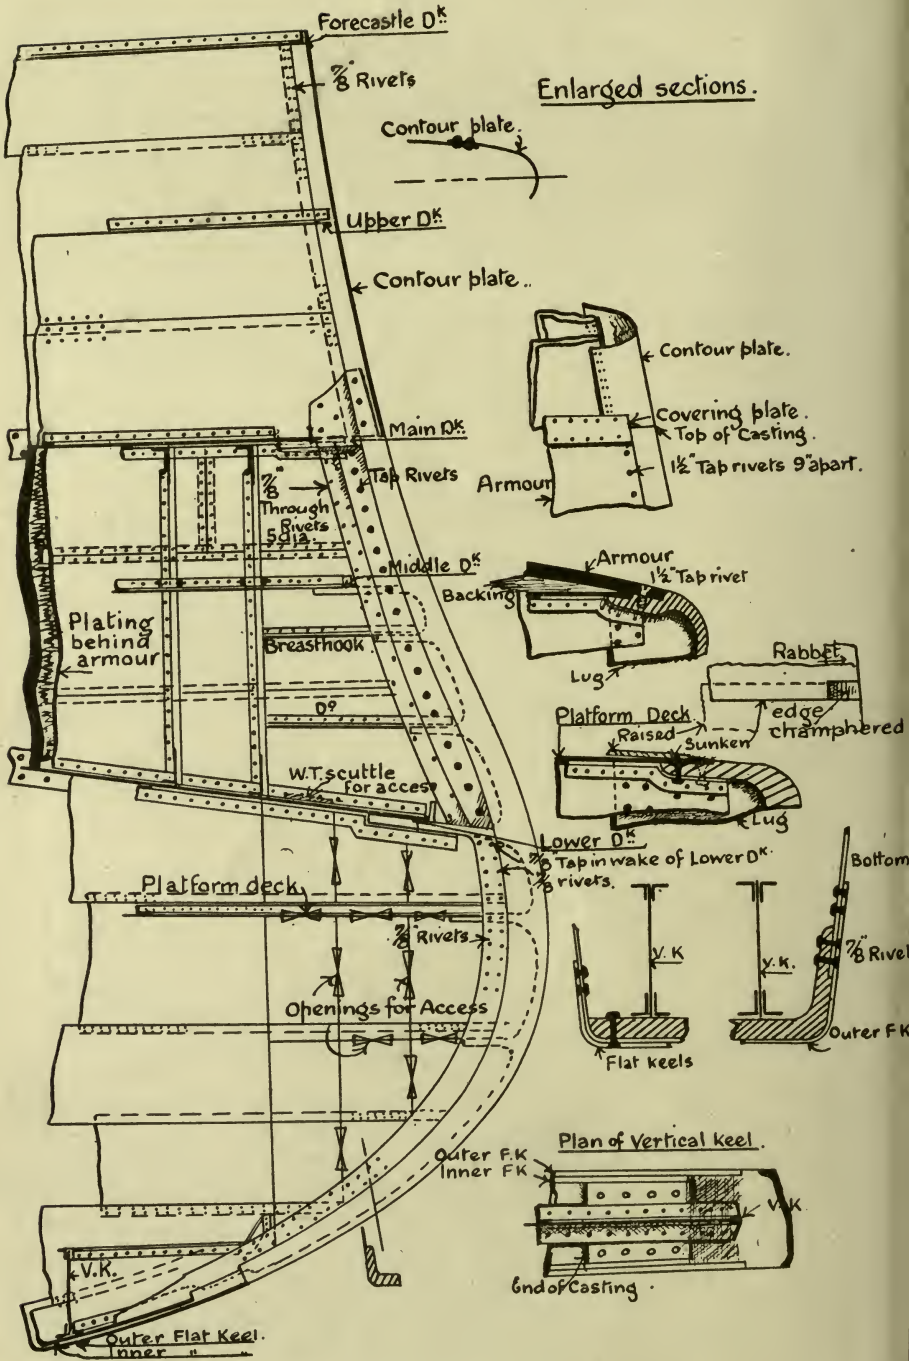 Forecastle Dᴷ
⅞" Rivets
Enlarged sections.
Contour plate.
Upper Dᴷ
Contour plate..
Contour plate.
Covering plate.
Top of Casting.
1½" Tap rivets 9" apart.
Armour
Main Dᴷ
Tap Rivets
⅞"
Through
Rivets
5 dia.
Middle Dᴷ
Armour
1½" Tap rivet
Backing
Lug
Plating
behind
armour
Breasthook
Dº
Rabbet
edge
champhered
Platform Deck
Raised
Sunken
Lug
W.T. scuttle
for access
Lower Dᴷ
⅞" Tap in wake of Lower Dᴷ.
⅞ rivets.
Platform deck
⅞" Rivets
Openings for Access
Bottom
V.K
V.K.
⅞" Rivet
Flat keels
Outer F.K
Plan of Vertical keel.
Outer F.K
Inner FK
V.K
End of Casting.
V.K.
Outer Flat Keel.
Inner " "